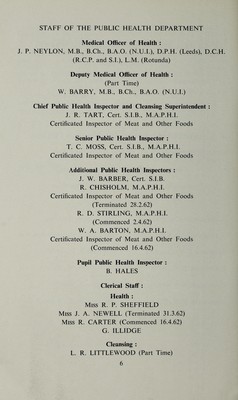 STAFF OF THE PUBLIC HEALTH DEPARTMENT
Medical Officer of Health :
J. P. NEYLON, M.B., B.Ch., B.A.O. (N.U.I.), D.P.H. (Leeds), D.C.H.
(R.C.P. and S.I.), L.M. (Rotunda)
Deputy Medical Officer of Health :
(Part Time)
W. BARRY, M.B., B.Ch., B.A.O. (N.U.I.)
Chief Public Health Inspector and Cleansing Superintendent :
J. R. TART, Cert. S.I.B., M.A.P.H.I.
Certificated Inspector of Meat and Other Foods
Senior Public Health Inspector :
T. C. MOSS, Cert. S.I.B., M.A.P.H.I.
Certificated Inspector of Meat and Other Foods
Additional Public Health Inspectors :
J. W. BARBER, Cert. S.I.B.
R. CHISHOLM, M.A.P.H.I.
Certificated Inspector of Meat and Other Foods
(Terminated 28.2.62)
R. D. STIRLING, M.A.P.H.I.
(Commenced 2.4.62)
W. A. BARTON, M.A.P.H.I.
Certificated Inspector of Meat and Other Foods
(Commenced 16.4.62)
Pupil Public Health Inspector :
B. HALES
Clerical Staff :
Health :
Miss R. P. SHEFFIELD
Miss J. A. NEWELL (Terminated 31.3.62)
Miss R. CARTER (Commenced 16.4.62)
G. ILLIDGE
Cleansing :
L. R. LITTLEWOOD (Part Time)
6